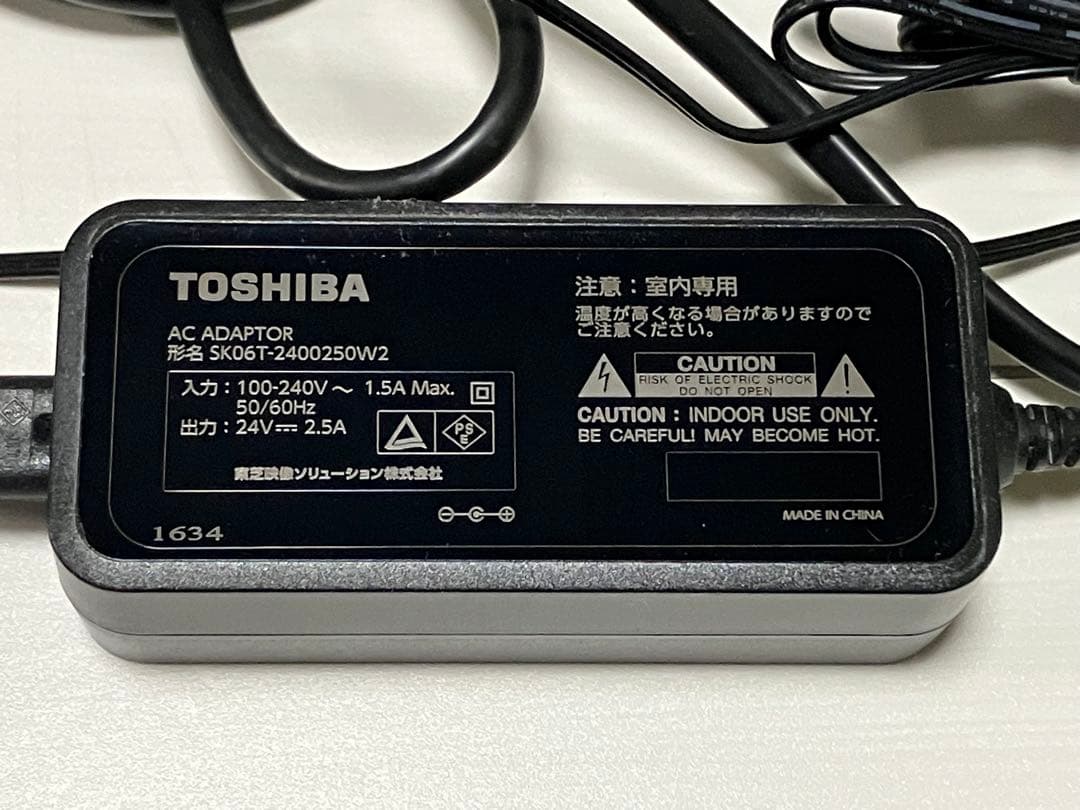 TOSHIBA
AC ADAPTOR
形名 SK06T-2400250W2
入力：100-240V～ 1.5A Max.
50/60Hz
出力：24V⎓ 2.5A
PS
E
東芝映像ソリューション株式会社
1634
注意：室内専用
温度が高くなる場合がありますので
ご注意ください。
CAUTION
RISK OF ELECTRIC SHOCK
DO NOT OPEN
CAUTION : INDOOR USE ONLY.
BE CAREFUL! MAY BECOME HOT.
MADE IN CHINA